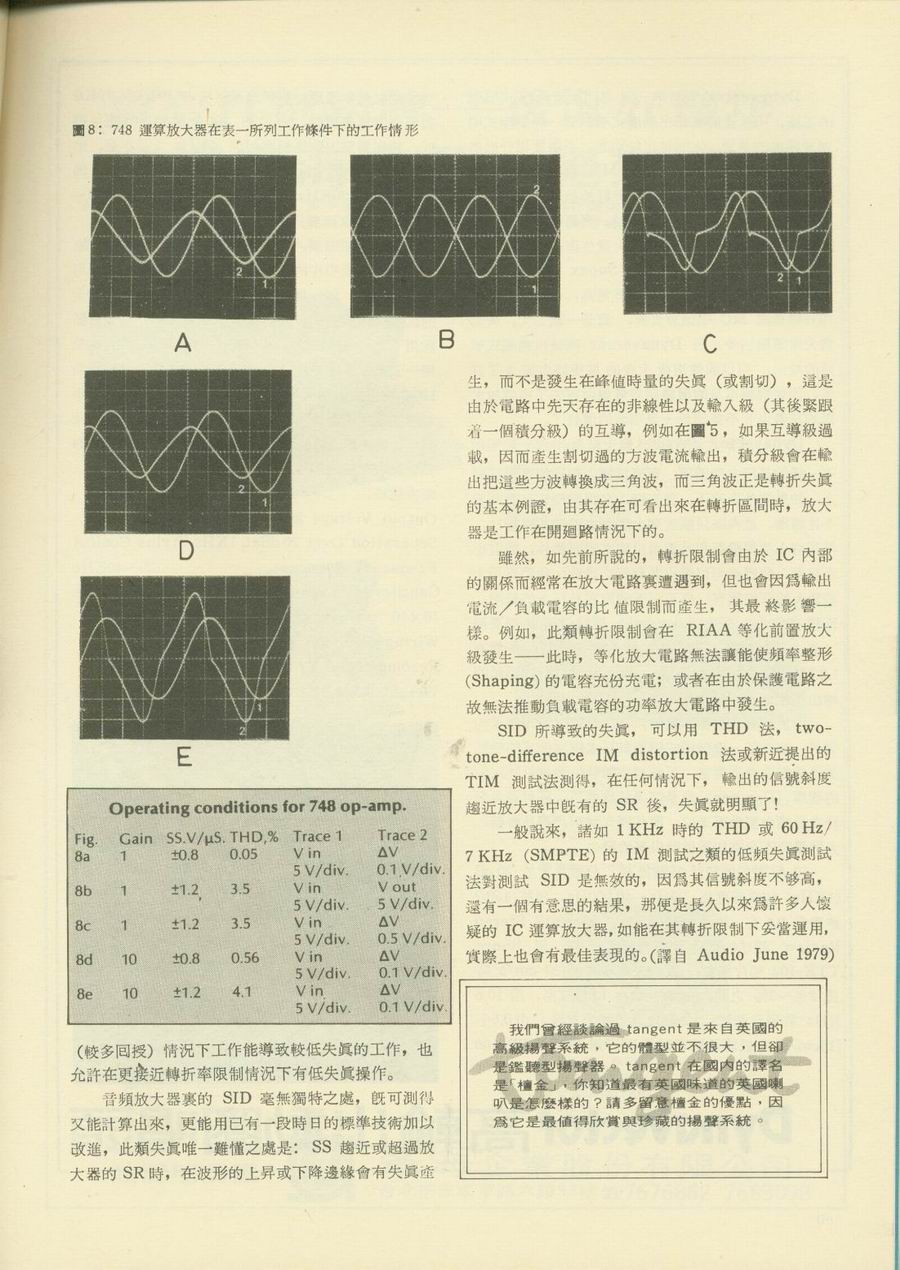 圖8：748 運算放大器在表一所列工作條件下的工作情形
2
1
A
2
1
B
2 1
C
2
1
D
1
2
E
Operating conditions for 748 op-amp.
Fig. Gain SS.V/μS. THD,% Trace 1 Trace 2
8a 1 ±0.8 0.05 V in ΔV
5 V/div. 0.1 V/div.
8b 1 ±1.2 3.5 V in V out
5 V/div. 5 V/div.
8c 1 ±1.2 3.5 V in ΔV
5 V/div. 0.5 V/div.
8d 10 ±0.8 0.56 V in ΔV
5 V/div. 0.1 V/div.
8e 10 ±1.2 4.1 V in ΔV
5 V/div. 0.1 V/div.
（較多回授）情況下工作能導致較低失眞的工作，也
允許在更接近轉折率限制情況下有低失眞操作。
音頻放大器裏的 SID 毫無獨特之處，旣可測得
又能計算出來，更能用已有一段時日的標準技術加以
改進，此類失眞唯一難懂之處是： SS 趨近或超過放
大器的 SR 時，在波形的上昇或下降邊緣會有失眞產
生，而不是發生在峰值時量的失眞（或割切），這是
由於電路中先天存在的非線性以及輸入級（其後緊跟
着一個積分級）的互導，例如在圖5，如果互導級過
載，因而產生割切過的方波電流輸出，積分級會在輸
出把這些方波轉換成三角波，而三角波正是轉折失眞
的基本例證，由其存在可看出來在轉折區間時，放大
器是工作在開廻路情況下的。
雖然，如先前所說的，轉折限制會由於 IC 內部
的關係而經常在放大電路裏遭遇到，但也會因爲輸出
電流／負載電容的比值限制而產生，其最終影響一
樣。例如，此類轉折限制會在 RIAA 等化前置放大
級發生——此時，等化放大電路無法讓能使頻率整形
(Shaping) 的電容充份充電；或者在由於保護電路之
故無法推動負載電容的功率放大電路中發生。
SID 所導致的失眞，可以用 THD 法，two-
tone-difference IM distortion 法或新近提出的
TIM 測試法測得，在任何情況下，輸出的信號斜度
趨近放大器中旣有的 SR 後，失眞就明顯了！
一般說來，諸如 1 KHz 時的 THD 或 60 Hz/
7 KHz (SMPTE) 的 IM 測試之類的低頻失眞測試
法對測試 SID 是無效的，因爲其信號斜度不够高，
還有一個有意思的結果，那便是長久以來爲許多人懷
疑的 IC 運算放大器，如能在其轉折限制下妥當運用，
實際上也會有最佳表現的。(譯自 Audio June 1979)
tangent
我們曾經談論過 tangent 是來自英國的
高級揚聲系統，它的體型並不很大，但卻
是鑑聽型揚聲器，tangent 在國內的譯名
是「檀金」，你知道最有英國味道的英國喇
叭是怎麼樣的？請多留意檀金的優點，因
爲它是最值得欣賞與珍藏的揚聲系統。